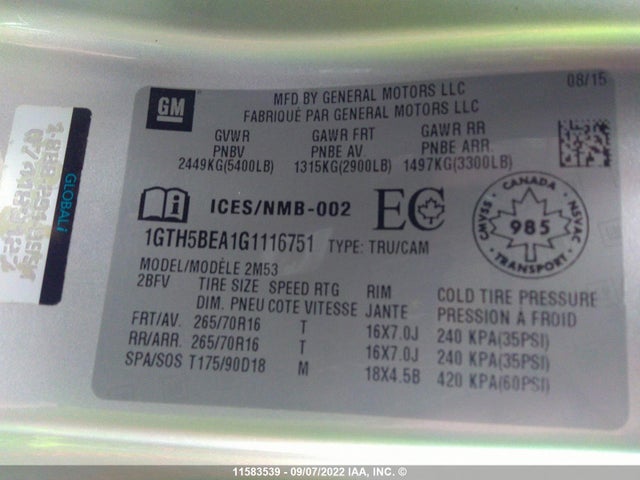 GM
MFD BY GENERAL MOTORS LLC
FABRIQUÉ PAR GENERAL MOTORS LLC
08/15
GVWR GAWR FRT GAWR RR
PNBV PNBE AV. PNBE ARR.
2449KG(5400LB) 1315KG(2900LB) 1497KG(3300LB)
ICES/NMB-002 EC
1GTH5BEA1G1116751 TYPE: TRU/CAM
CANADA
CMVSS 985 NSVAC
TRANSPORT
MODEL/MODÈLE 2M53
2BFV TIRE SIZE SPEED RTG RIM COLD TIRE PRESSURE
DIM. PNEU COTE VITESSE JANTE PRESSION À FROID
FRT/AV. 265/70R16 T 16X7.0J 240 KPA(35PSI)
RR/ARR. 265/70R16 T 16X7.0J 240 KPA(35PSI)
SPA/SOS T175/90D18 M 18X4.5B 420 KPA(60PSI)
GLOBALi
11583539 - 09/07/2022 IAA, INC. ©